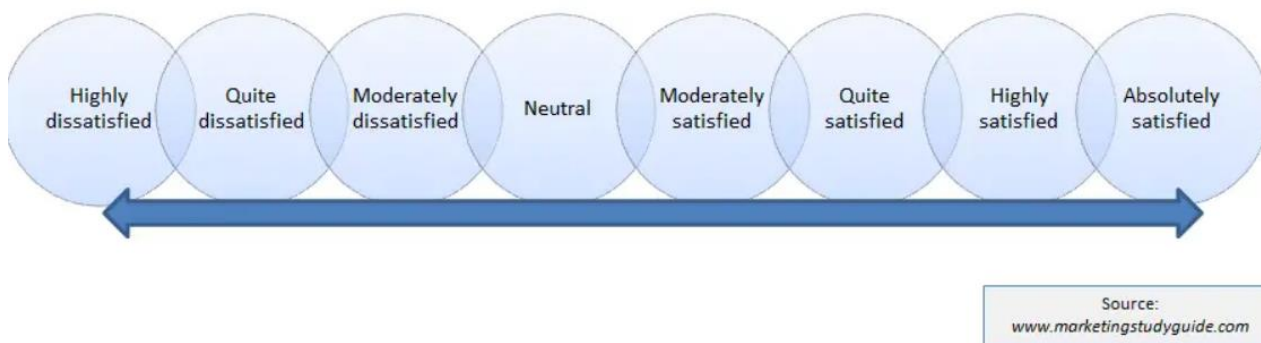 Highly
dissatisfied
Quite
dissatisfied
Moderately
dissatisfied
Neutral
Moderately
satisfied
Quite
satisfied
Highly
satisfied
Absolutely
satisfied
Source:
www.marketingstudyguide.com